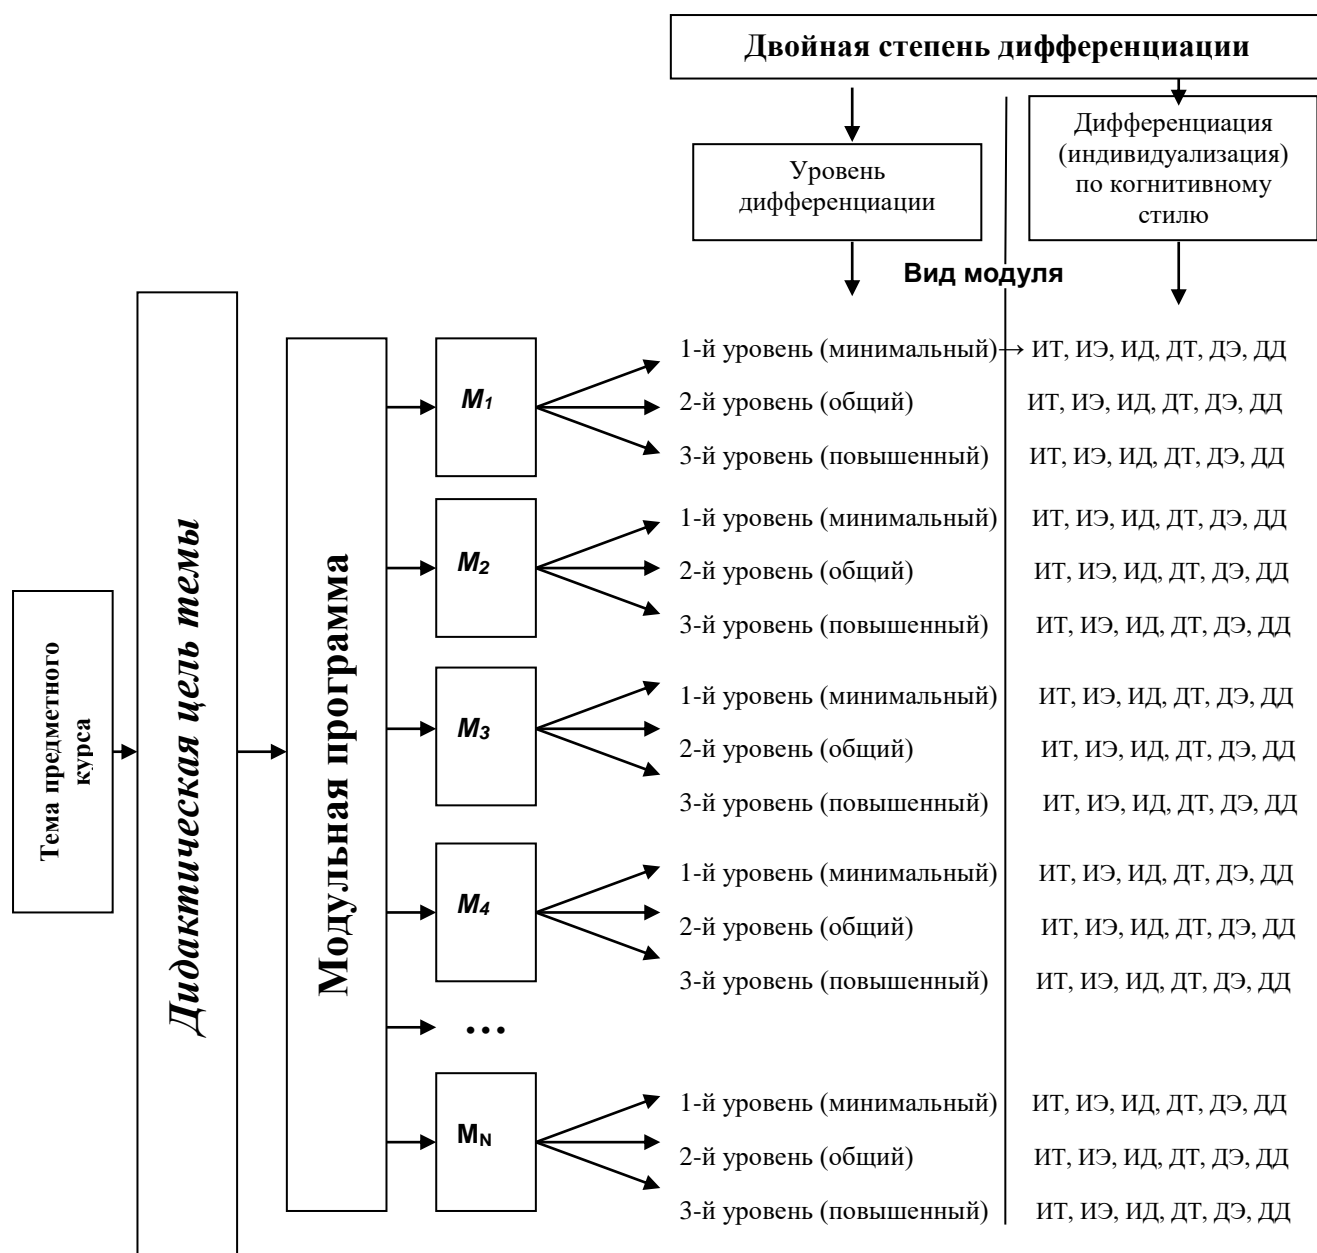 Двойная степень дифференциации
Уровень
дифференциации
Дифференциация
(индивидуализация)
по когнитивному
стилю
Вид модуля
Тема предметного
курса
Дидактическая цель темы
Модульная программа
М1
1-й уровень (минимальный)→ ИТ, ИЭ, ИД, ДТ, ДЭ, ДД
2-й уровень (общий) ИТ, ИЭ, ИД, ДТ, ДЭ, ДД
3-й уровень (повышенный) ИТ, ИЭ, ИД, ДТ, ДЭ, ДД
М2
1-й уровень (минимальный) ИТ, ИЭ, ИД, ДТ, ДЭ, ДД
2-й уровень (общий) ИТ, ИЭ, ИД, ДТ, ДЭ, ДД
3-й уровень (повышенный) ИТ, ИЭ, ИД, ДТ, ДЭ, ДД
М3
1-й уровень (минимальный) ИТ, ИЭ, ИД, ДТ, ДЭ, ДД
2-й уровень (общий) ИТ, ИЭ, ИД, ДТ, ДЭ, ДД
3-й уровень (повышенный) ИТ, ИЭ, ИД, ДТ, ДЭ, ДД
М4
1-й уровень (минимальный) ИТ, ИЭ, ИД, ДТ, ДЭ, ДД
2-й уровень (общий) ИТ, ИЭ, ИД, ДТ, ДЭ, ДД
3-й уровень (повышенный) ИТ, ИЭ, ИД, ДТ, ДЭ, ДД
...
МN
1-й уровень (минимальный) ИТ, ИЭ, ИД, ДТ, ДЭ, ДД
2-й уровень (общий) ИТ, ИЭ, ИД, ДТ, ДЭ, ДД
3-й уровень (повышенный) ИТ, ИЭ, ИД, ДТ, ДЭ, ДД